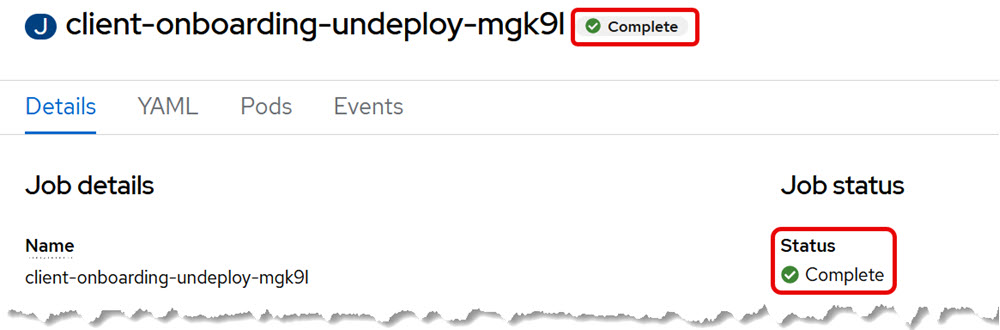 J client-onboarding-undeploy-mgk9l Complete
Details YAML Pods Events
Job details Job status
Name Status
client-onboarding-undeploy-mgk9l Complete